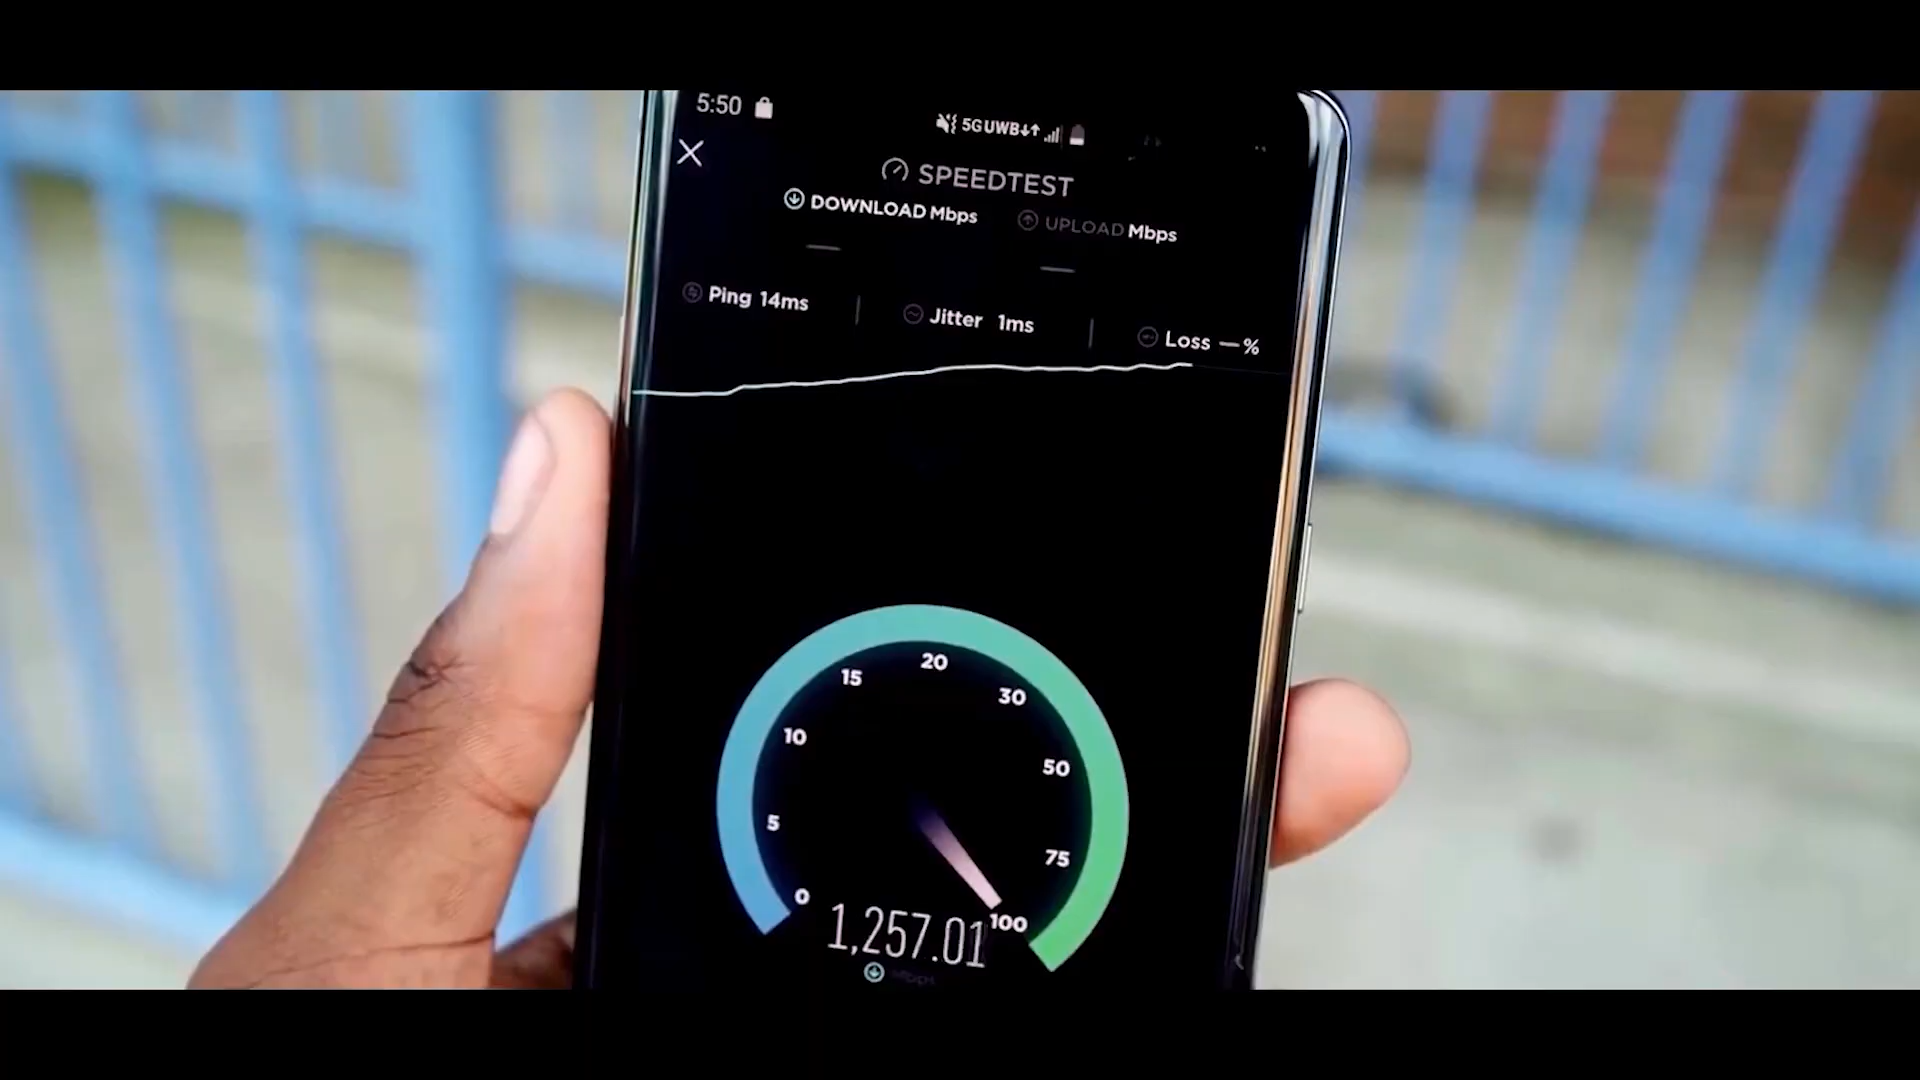 5:50
5GUWB
SPEEDTEST
DOWNLOAD Mbps UPLOAD Mbps
Ping 14ms Jitter 1ms Loss —%
20
15 30
10
50
5
75
0
100
1,257.01
Mbps